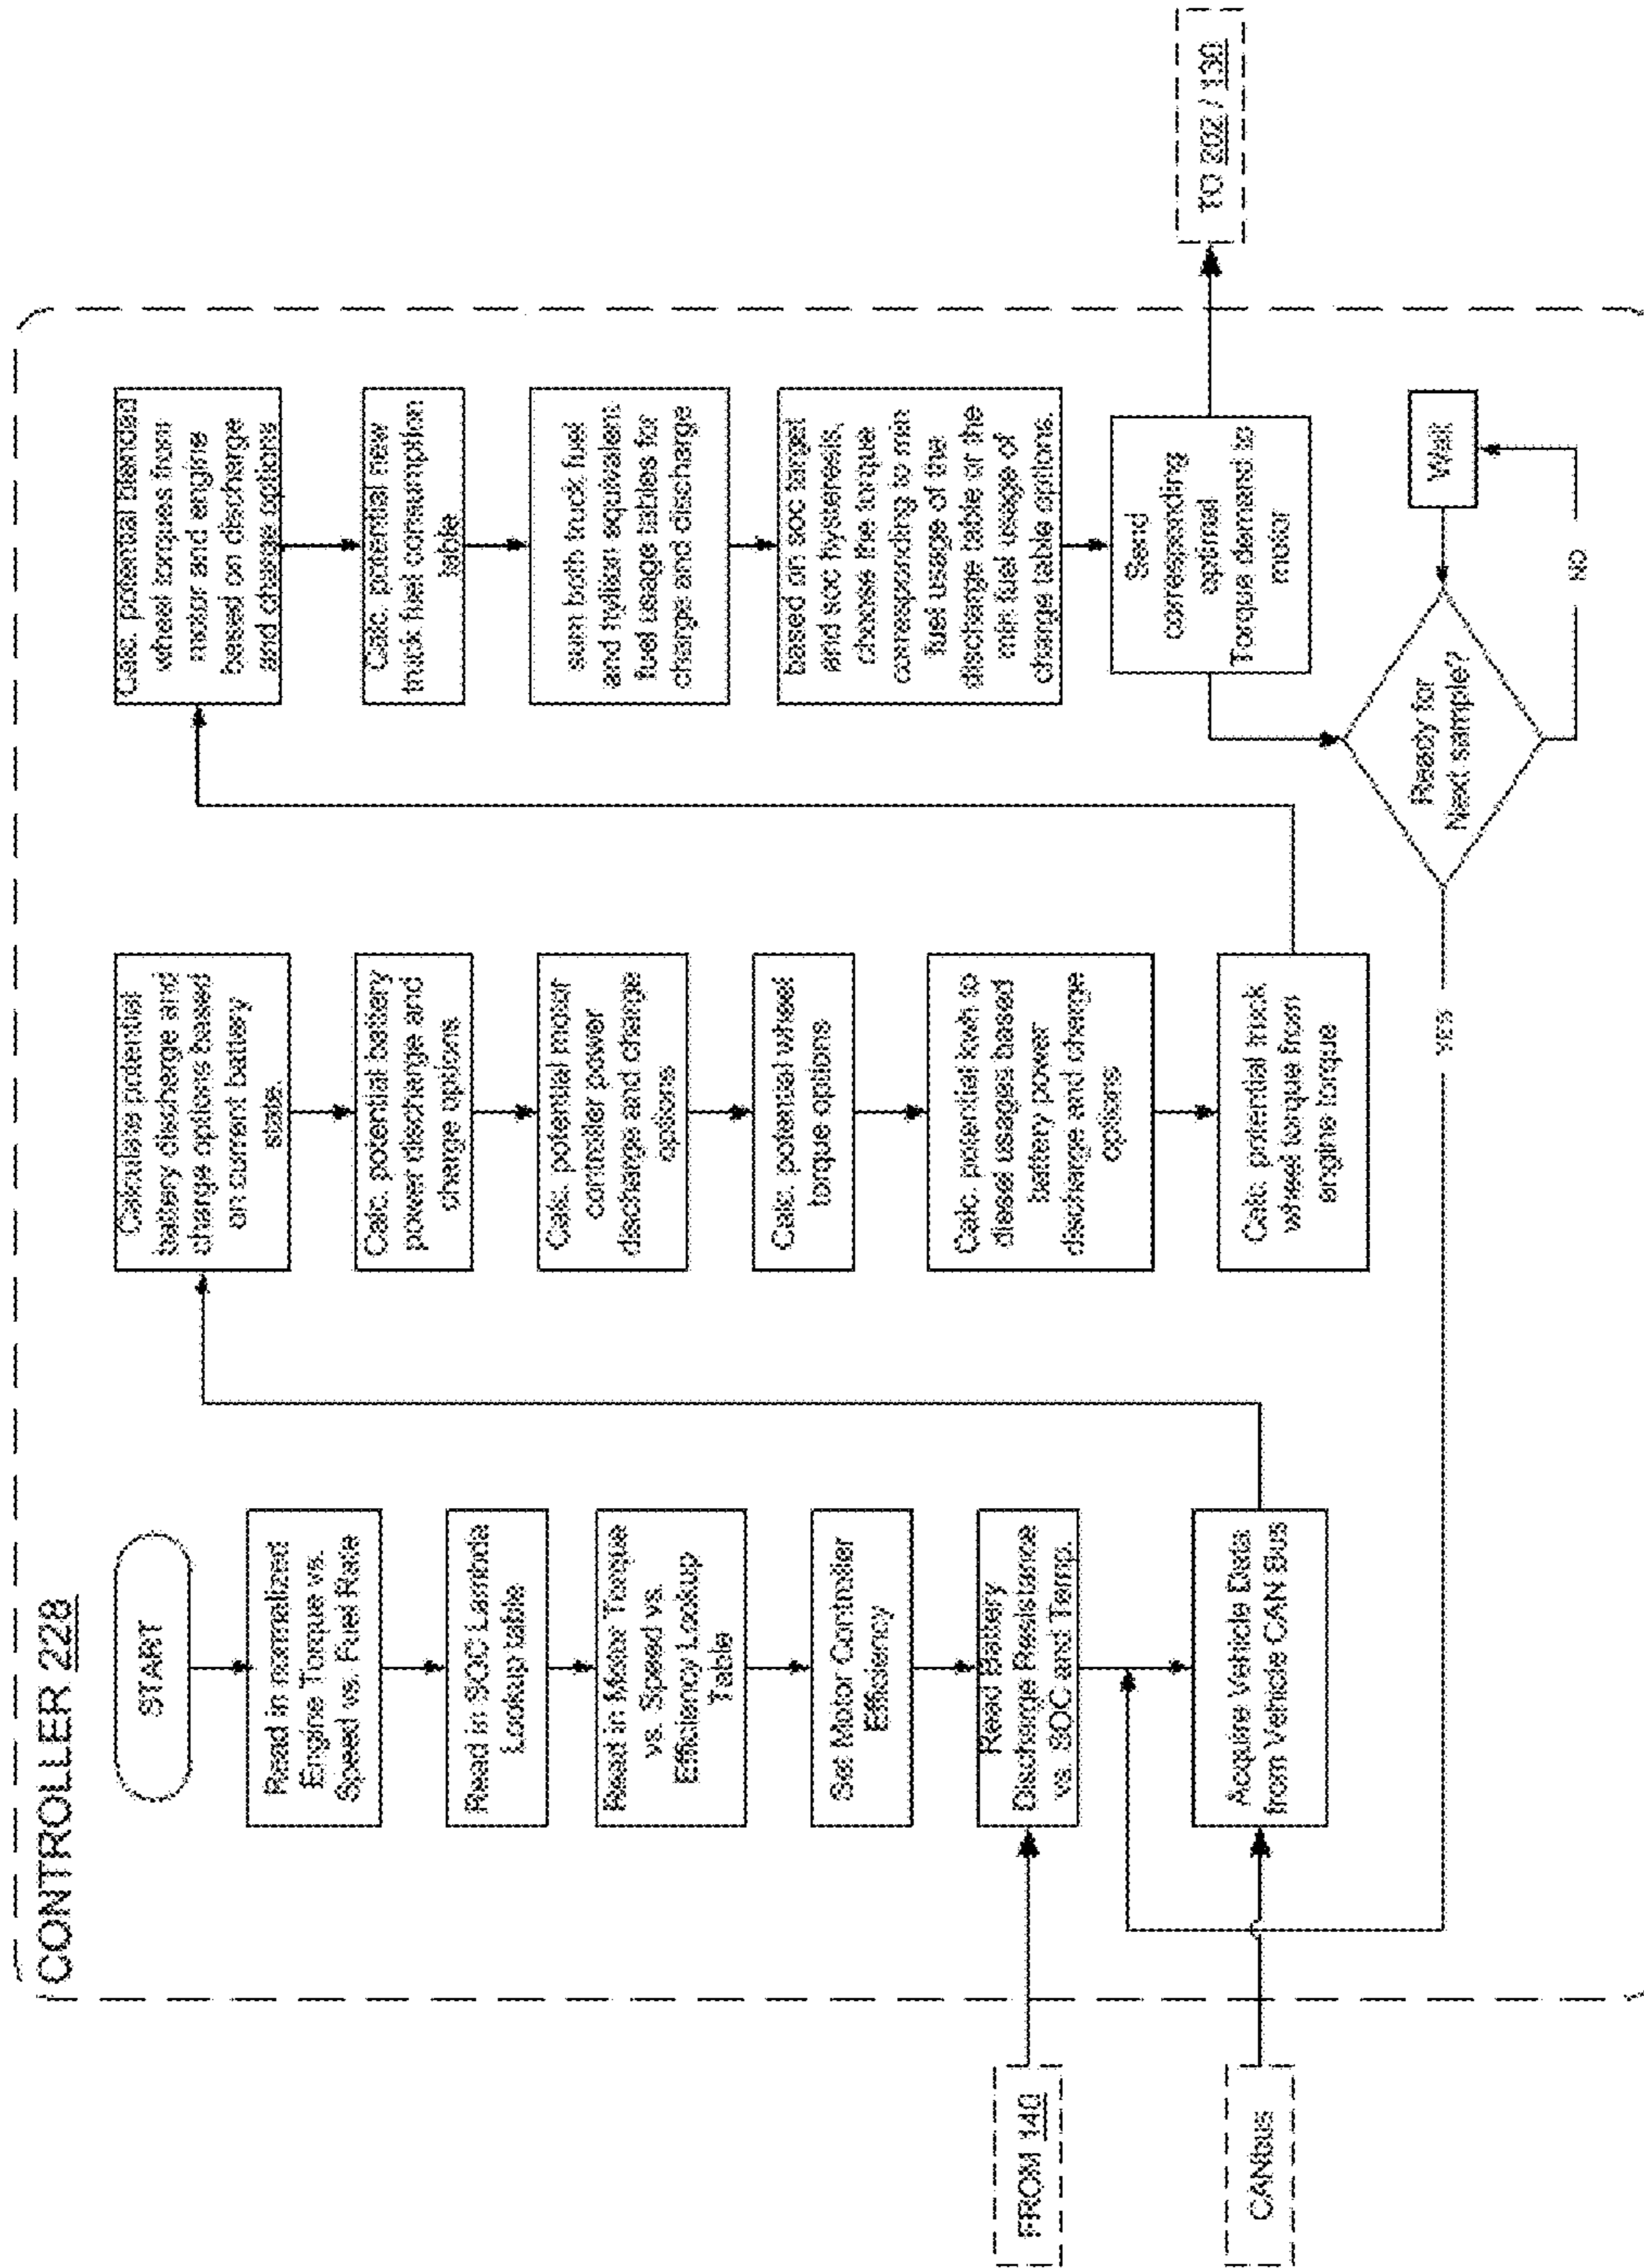 CONTROLLER 228
START
Read in normalized
Engine Torque vs.
Speed vs. Fuel Rate
Read in SOC Lambda
Lookup table
Read in Motor Torque
vs. Speed vs.
Efficiency Lookup
Table
Set Motor Controller
Efficiency
Read Battery
Discharge Resistance
vs. SOC and Temp.
Acquire Vehicle Data
from Vehicle CAN Bus
FROM 140
CANbus
Calculate potential
battery discharge and
charge options based
on current battery
state.
Calc. potential battery
power discharge and
charge options
Calc. potential motor
controller power
discharge and charge
options
Calc. potential wheel
torque options
Calc. potential kwh to
diesel usages based
battery power
discharge and charge
options
Calc. potential truck
wheel torque from
engine torque
Calc. potential blended
wheel torques from
motor and engine
based on discharge
and charge options
Calc. potential new
truck fuel consumption
table
sum both truck fuel
and hyliion equivalent
fuel usage tables for
charge and discharge
based on soc target
and soc hysteresis,
choose the torque
corresponding to min
fuel usage of the
discharge table or the
min fuel usage of
charge table options.
Send
corresponding
optimal
Torque demand to
motor
TO 202 / 130
Ready for
Next sample?
Wait
NO
YES